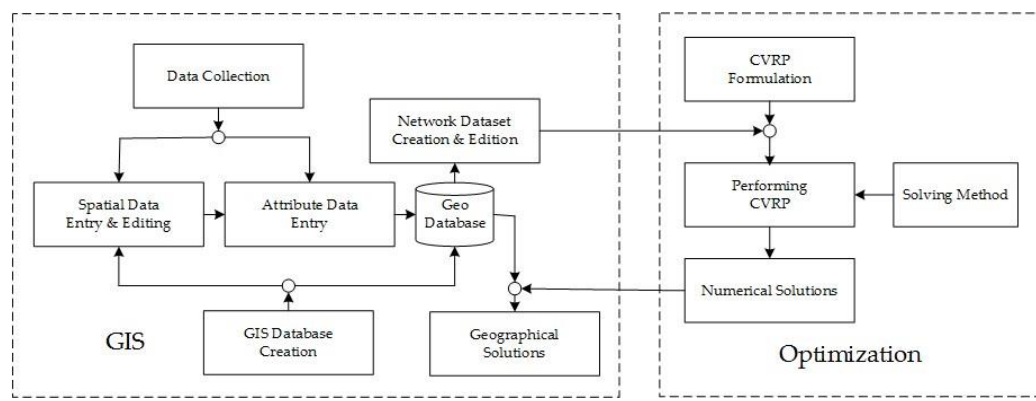 Data Collection
Spatial Data
Entry & Editing
Attribute Data
Entry
Network Dataset
Creation & Edition
Geo
Database
GIS Database
Creation
Geographical
Solutions
GIS
CVRP
Formulation
Performing
CVRP
Solving Method
Numerical Solutions
Optimization